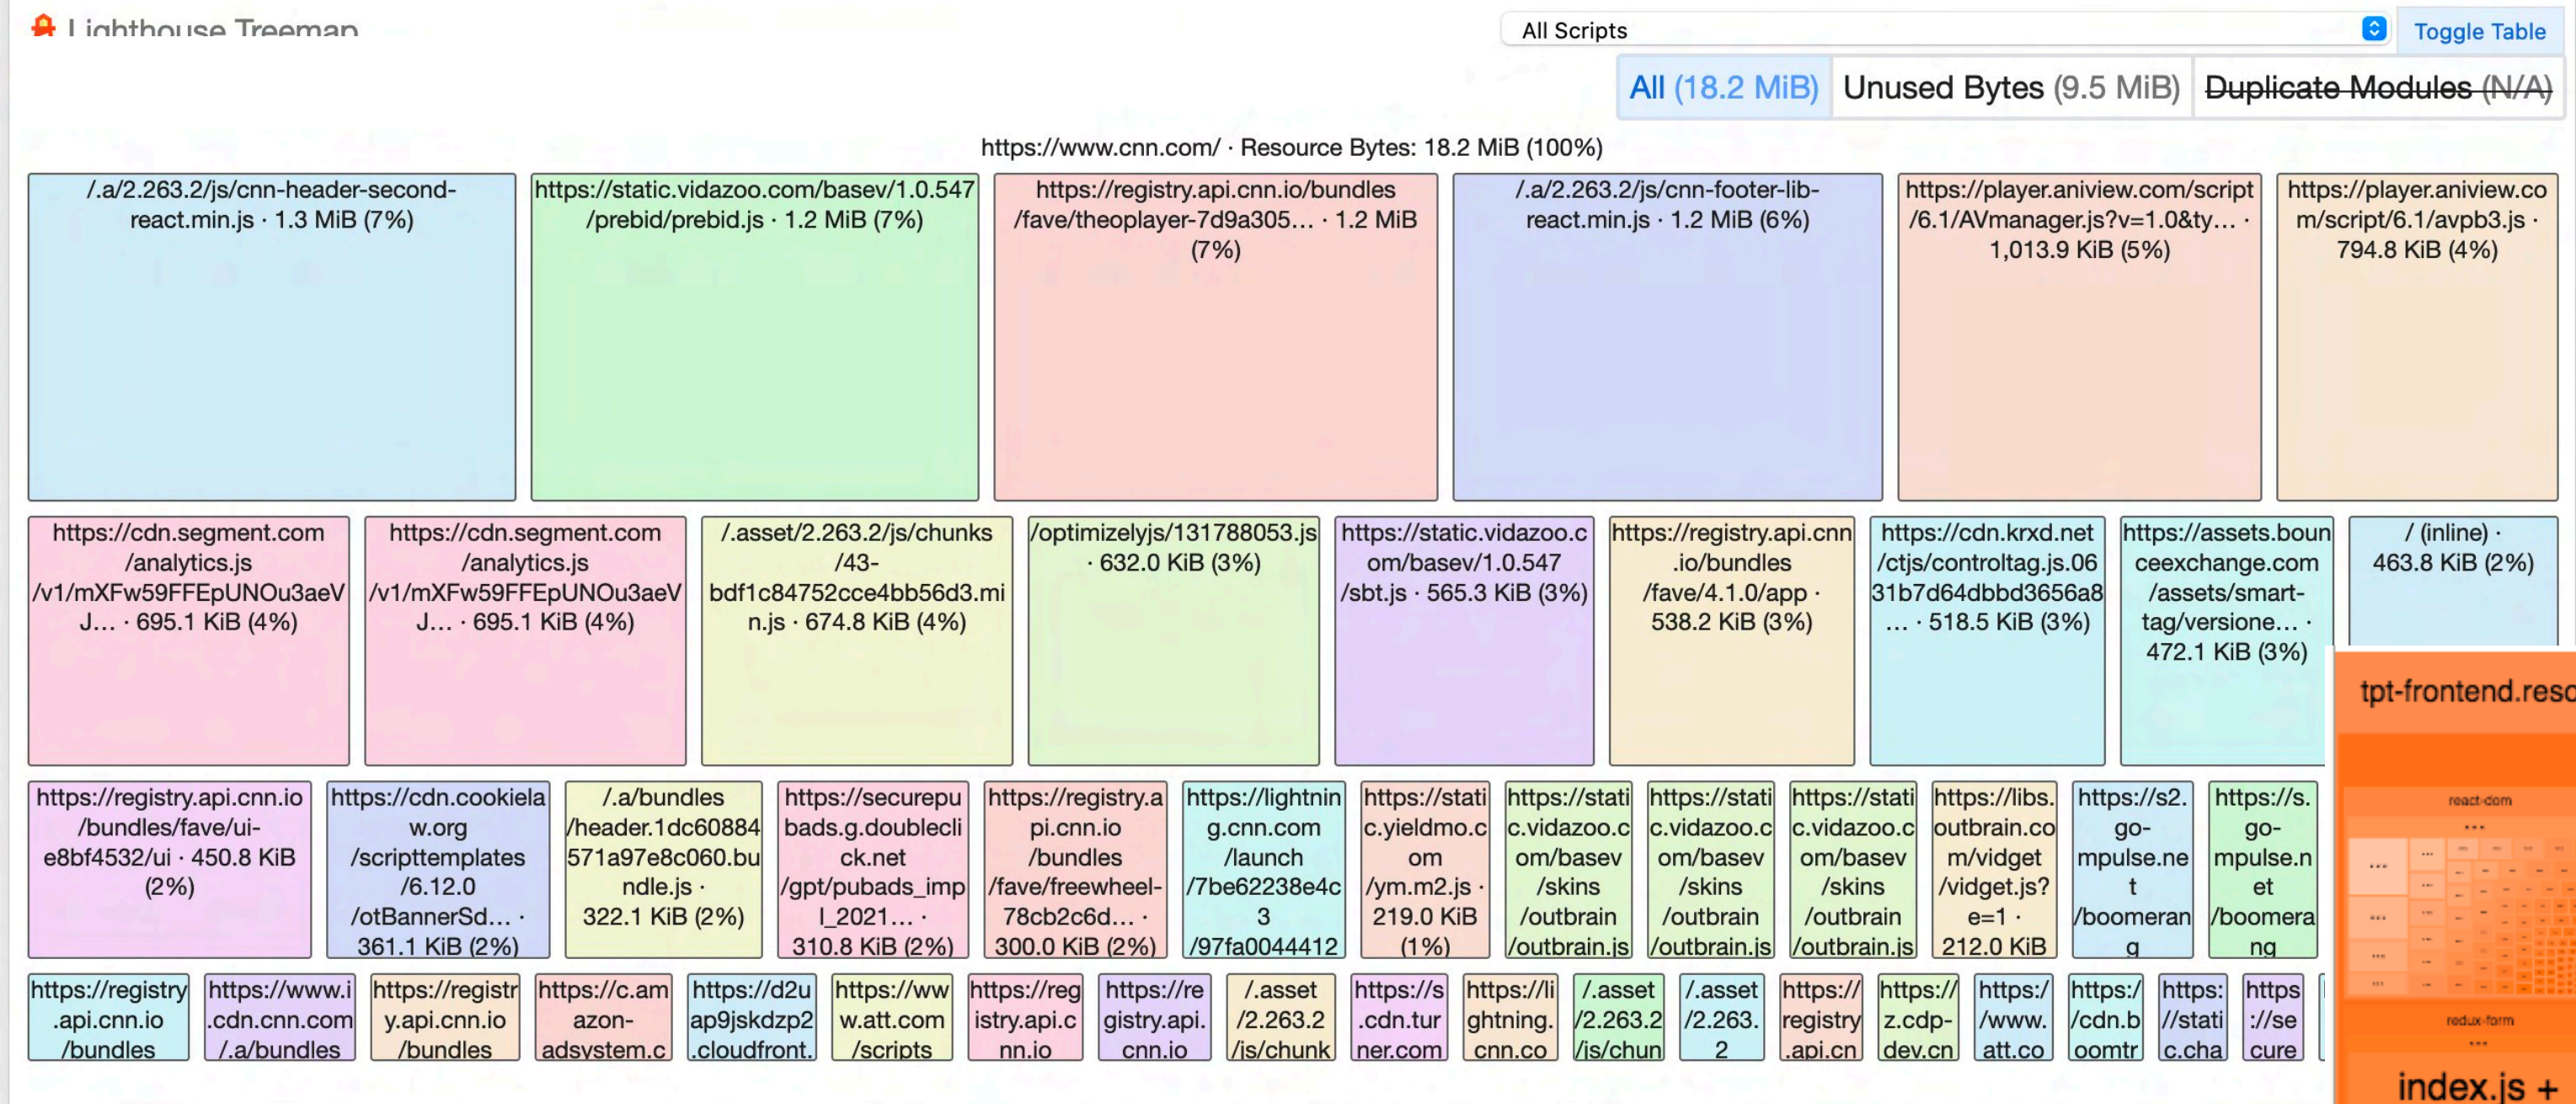 Lighthouse Treemap
All Scripts
Toggle Table
All (18.2 MiB)
Unused Bytes (9.5 MiB)
Duplicate Modules (N/A)
https://www.cnn.com/ · Resource Bytes: 18.2 MiB (100%)
/.a/2.263.2/js/cnn-header-second-
react.min.js · 1.3 MiB (7%)
https://static.vidazoo.com/basev/1.0.547
/prebid/prebid.js · 1.2 MiB (7%)
https://registry.api.cnn.io/bundles
/fave/theoplayer-7d9a305… · 1.2 MiB
(7%)
/.a/2.263.2/js/cnn-footer-lib-
react.min.js · 1.2 MiB (6%)
https://player.aniview.com/script
/6.1/AVmanager.js?v=1.0&ty… ·
1,013.9 KiB (5%)
https://player.aniview.co
m/script/6.1/avpb3.js ·
794.8 KiB (4%)
https://cdn.segment.com
/analytics.js
/v1/mXFw59FFEpUNOu3aeV
J… · 695.1 KiB (4%)
https://cdn.segment.com
/analytics.js
/v1/mXFw59FFEpUNOu3aeV
J… · 695.1 KiB (4%)
/.asset/2.263.2/js/chunks
/43-
bdf1c84752cce4bb56d3.mi
n.js · 674.8 KiB (4%)
/optimizelyjs/131788053.js
· 632.0 KiB (3%)
https://static.vidazoo.c
om/basev/1.0.547
/sbt.js · 565.3 KiB (3%)
https://registry.api.cnn
.io/bundles
/fave/4.1.0/app ·
538.2 KiB (3%)
https://cdn.krxd.net
/ctjs/controltag.js.06
31b7d64dbbd3656a8
… · 518.5 KiB (3%)
https://assets.boun
ceexchange.com
/assets/smart-
tag/versione… ·
472.1 KiB (3%)
/ (inline) ·
463.8 KiB (2%)
https://registry.api.cnn.io
/bundles/fave/ui-
e8bf4532/ui · 450.8 KiB
(2%)
https://cdn.cookiela
w.org
/scripttemplates
/6.12.0
/otBannerSd… ·
361.1 KiB (2%)
/.a/bundles
/header.1dc60884
571a97e8c060.bu
ndle.js ·
322.1 KiB (2%)
https://securepu
bads.g.doublecli
ck.net
/gpt/pubads_imp
l_2021… ·
310.8 KiB (2%)
https://registry.a
pi.cnn.io
/bundles
/fave/freewheel-
78cb2c6d… ·
300.0 KiB (2%)
https://lightnin
g.cnn.com
/launch
/7be62238e4c
3
/97fa0044412
https://stati
c.yieldmo.c
om
/ym.m2.js ·
219.0 KiB
(1%)
https://stati
c.vidazoo.c
om/basev
/skins
/outbrain
/outbrain.js
https://stati
c.vidazoo.c
om/basev
/skins
/outbrain
/outbrain.js
https://stati
c.vidazoo.c
om/basev
/skins
/outbrain
/outbrain.js
https://libs.
outbrain.co
m/vidget
/vidget.js?
e=1 ·
212.0 KiB
https://s2.
go-
mpulse.ne
t
/boomeran
g
https://s.
go-
mpulse.n
et
/boomera
ng
https://registry
.api.cnn.io
/bundles
https://www.i
.cdn.cnn.com
/.a/bundles
https://registr
y.api.cnn.io
/bundles
https://c.am
azon-
adsystem.c
https://d2u
ap9jskdzp2
.cloudfront.
https://ww
w.att.com
/scripts
https://reg
istry.api.c
nn.io
https://re
gistry.api.
cnn.io
/.asset
/2.263.2
/js/chunk
https://s
.cdn.tur
ner.com
https://li
ghtning.
cnn.co
/.asset
/2.263.2
/js/chun
/.asset
/2.263.
2
https://
registry
.api.cn
https://
z.cdp-
dev.cn
https:/
/www.
att.co
https:/
/cdn.b
oomtr
https:
//stati
c.cha
https
://se
cure
tpt-frontend.reso
react-dom
...
redux-form
...
index.js +